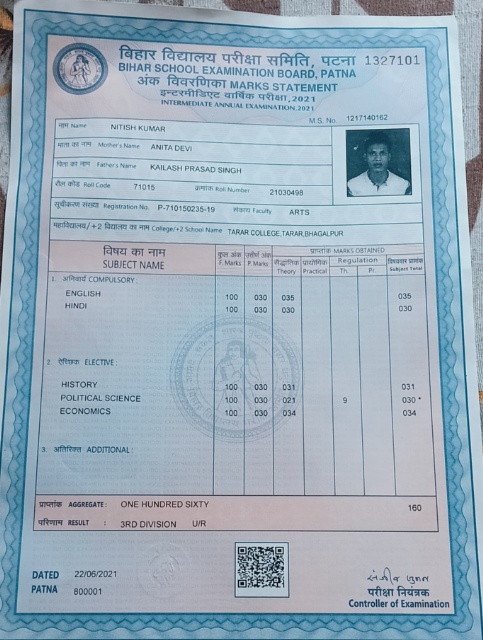 बिहार विद्यालय परीक्षा समिति, पटना 1327101
BIHAR SCHOOL EXAMINATION BOARD, PATNA
अंक विवरणिका MARKS STATEMENT
इन्टरमीडिएट वार्षिक परीक्षा, 2021
INTERMEDIATE ANNUAL EXAMINATION, 2021
M.S. No. 1217140162
नाम Name NITISH KUMAR
माता का नाम Mother's Name ANITA DEVI
पिता का नाम Father's Name KAILASH PRASAD SINGH
रौल कोड Roll Code 71015 क्रमांक Roll Number 21030498
सूचीकरण संख्या Registration No. P-710150235-19 संकाय Faculty ARTS
महाविद्यालय/+2 विद्यालय का नाम College/+2 School Name TARAR COLLEGE,TARAR,BHAGALPUR
विषय का नाम SUBJECT NAME
कुल अंक F. Marks
उत्तीर्ण अंक P. Marks
प्राप्तांक MARKS OBTAINED
सैद्धांतिक Theory
प्रायोगिक Practical
Regulation
Th. Pr.
Subject Total
1. अनिवार्य COMPULSORY :
ENGLISH 100 030 035 035
HINDI 100 030 030 030
2. ऐच्छिक ELECTIVE :
HISTORY 100 030 031 031
POLITICAL SCIENCE 100 030 021 9 030 *
ECONOMICS 100 030 034 034
3. अतिरिक्त ADDITIONAL :
प्राप्तांक AGGREGATE: ONE HUNDRED SIXTY 160
परिणाम RESULT : 3RD DIVISION U/R
DATED 22/06/2021
PATNA 800001
परीक्षा नियंत्रक
Controller of Examination